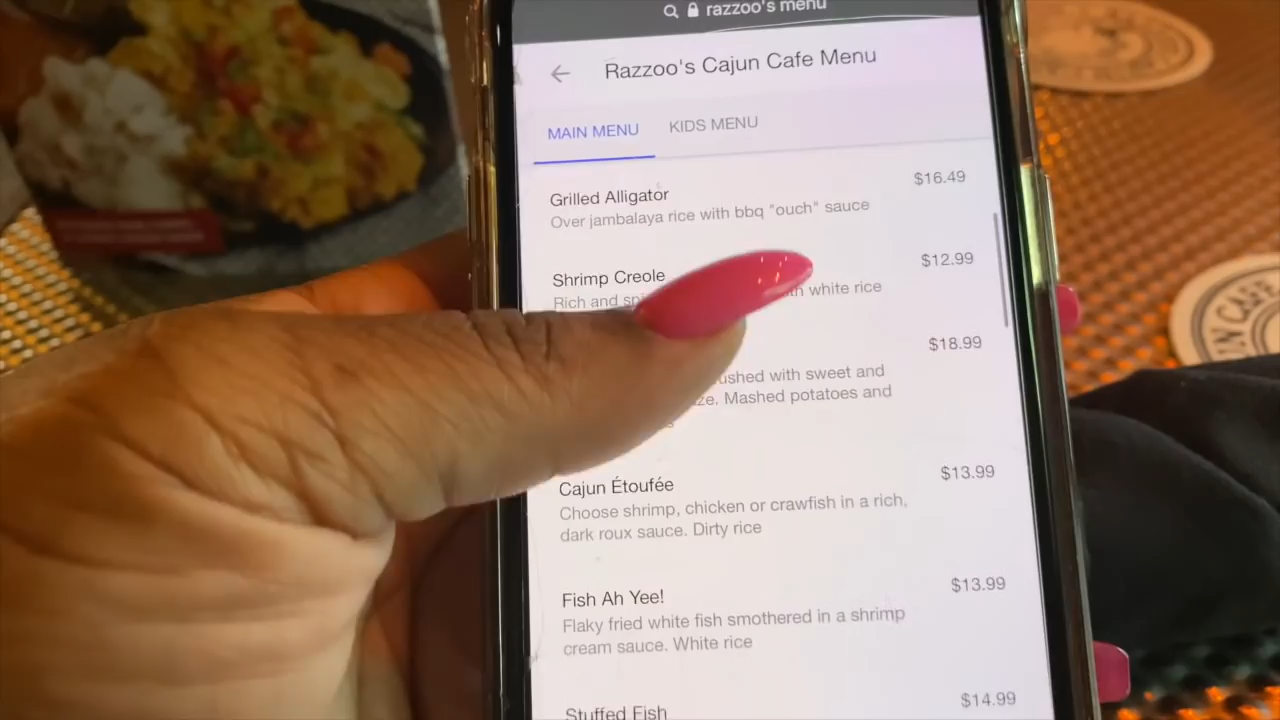 razzoo's menu
Razzoo's Cajun Cafe Menu
MAIN MENU KIDS MENU
Grilled Alligator $16.49
Over jambalaya rice with bbq "ouch" sauce
Shrimp Creole $12.99
Rich and white rice
$18.99
with sweet and
Mashed potatoes and
Cajun Étoufée $13.99
Choose shrimp, chicken or crawfish in a rich,
dark roux sauce. Dirty rice
Fish Ah Yee! $13.99
Flaky fried white fish smothered in a shrimp
cream sauce. White rice
Stuffed Fish $14.99
IN CAFE